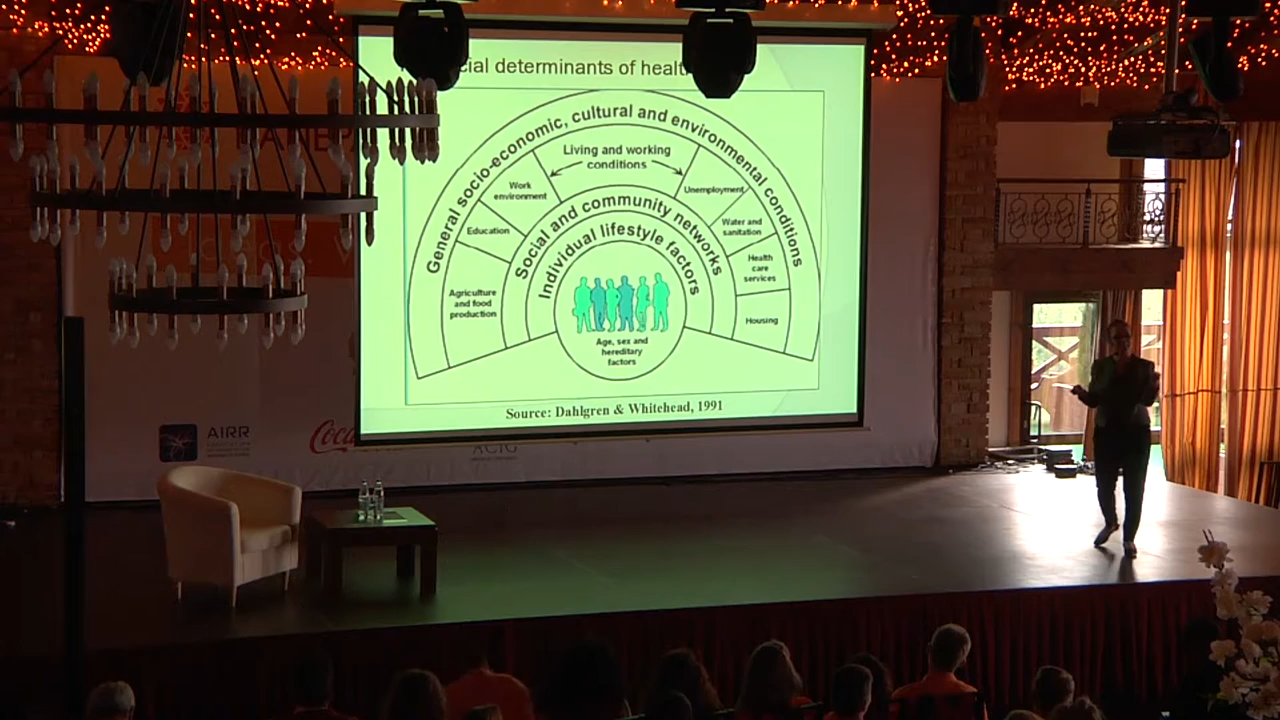 cial determinants of healt
General socio-economic, cultural and environmental conditions
Living and working
conditions
Work
environment
Unemployment
Education
Water and
sanitation
Social and community networks
Individual lifestyle factors
Health
care
services
Agriculture
and food
production
Housing
Age, sex and
hereditary
factors
Source: Dahlgren & Whitehead, 1991
AIRR
Coca
ACIG